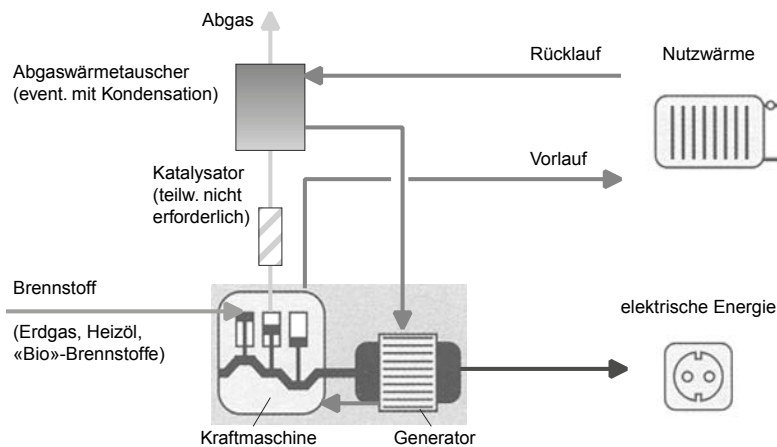 Abgas
Rücklauf
Nutzwärme
Abgaswärmetauscher
(event. mit Kondensation)
Vorlauf
Katalysator
(teilw. nicht
erforderlich)
Brennstoff
(Erdgas, Heizöl,
«Bio»-Brennstoffe)
elektrische Energie
Kraftmaschine
Generator